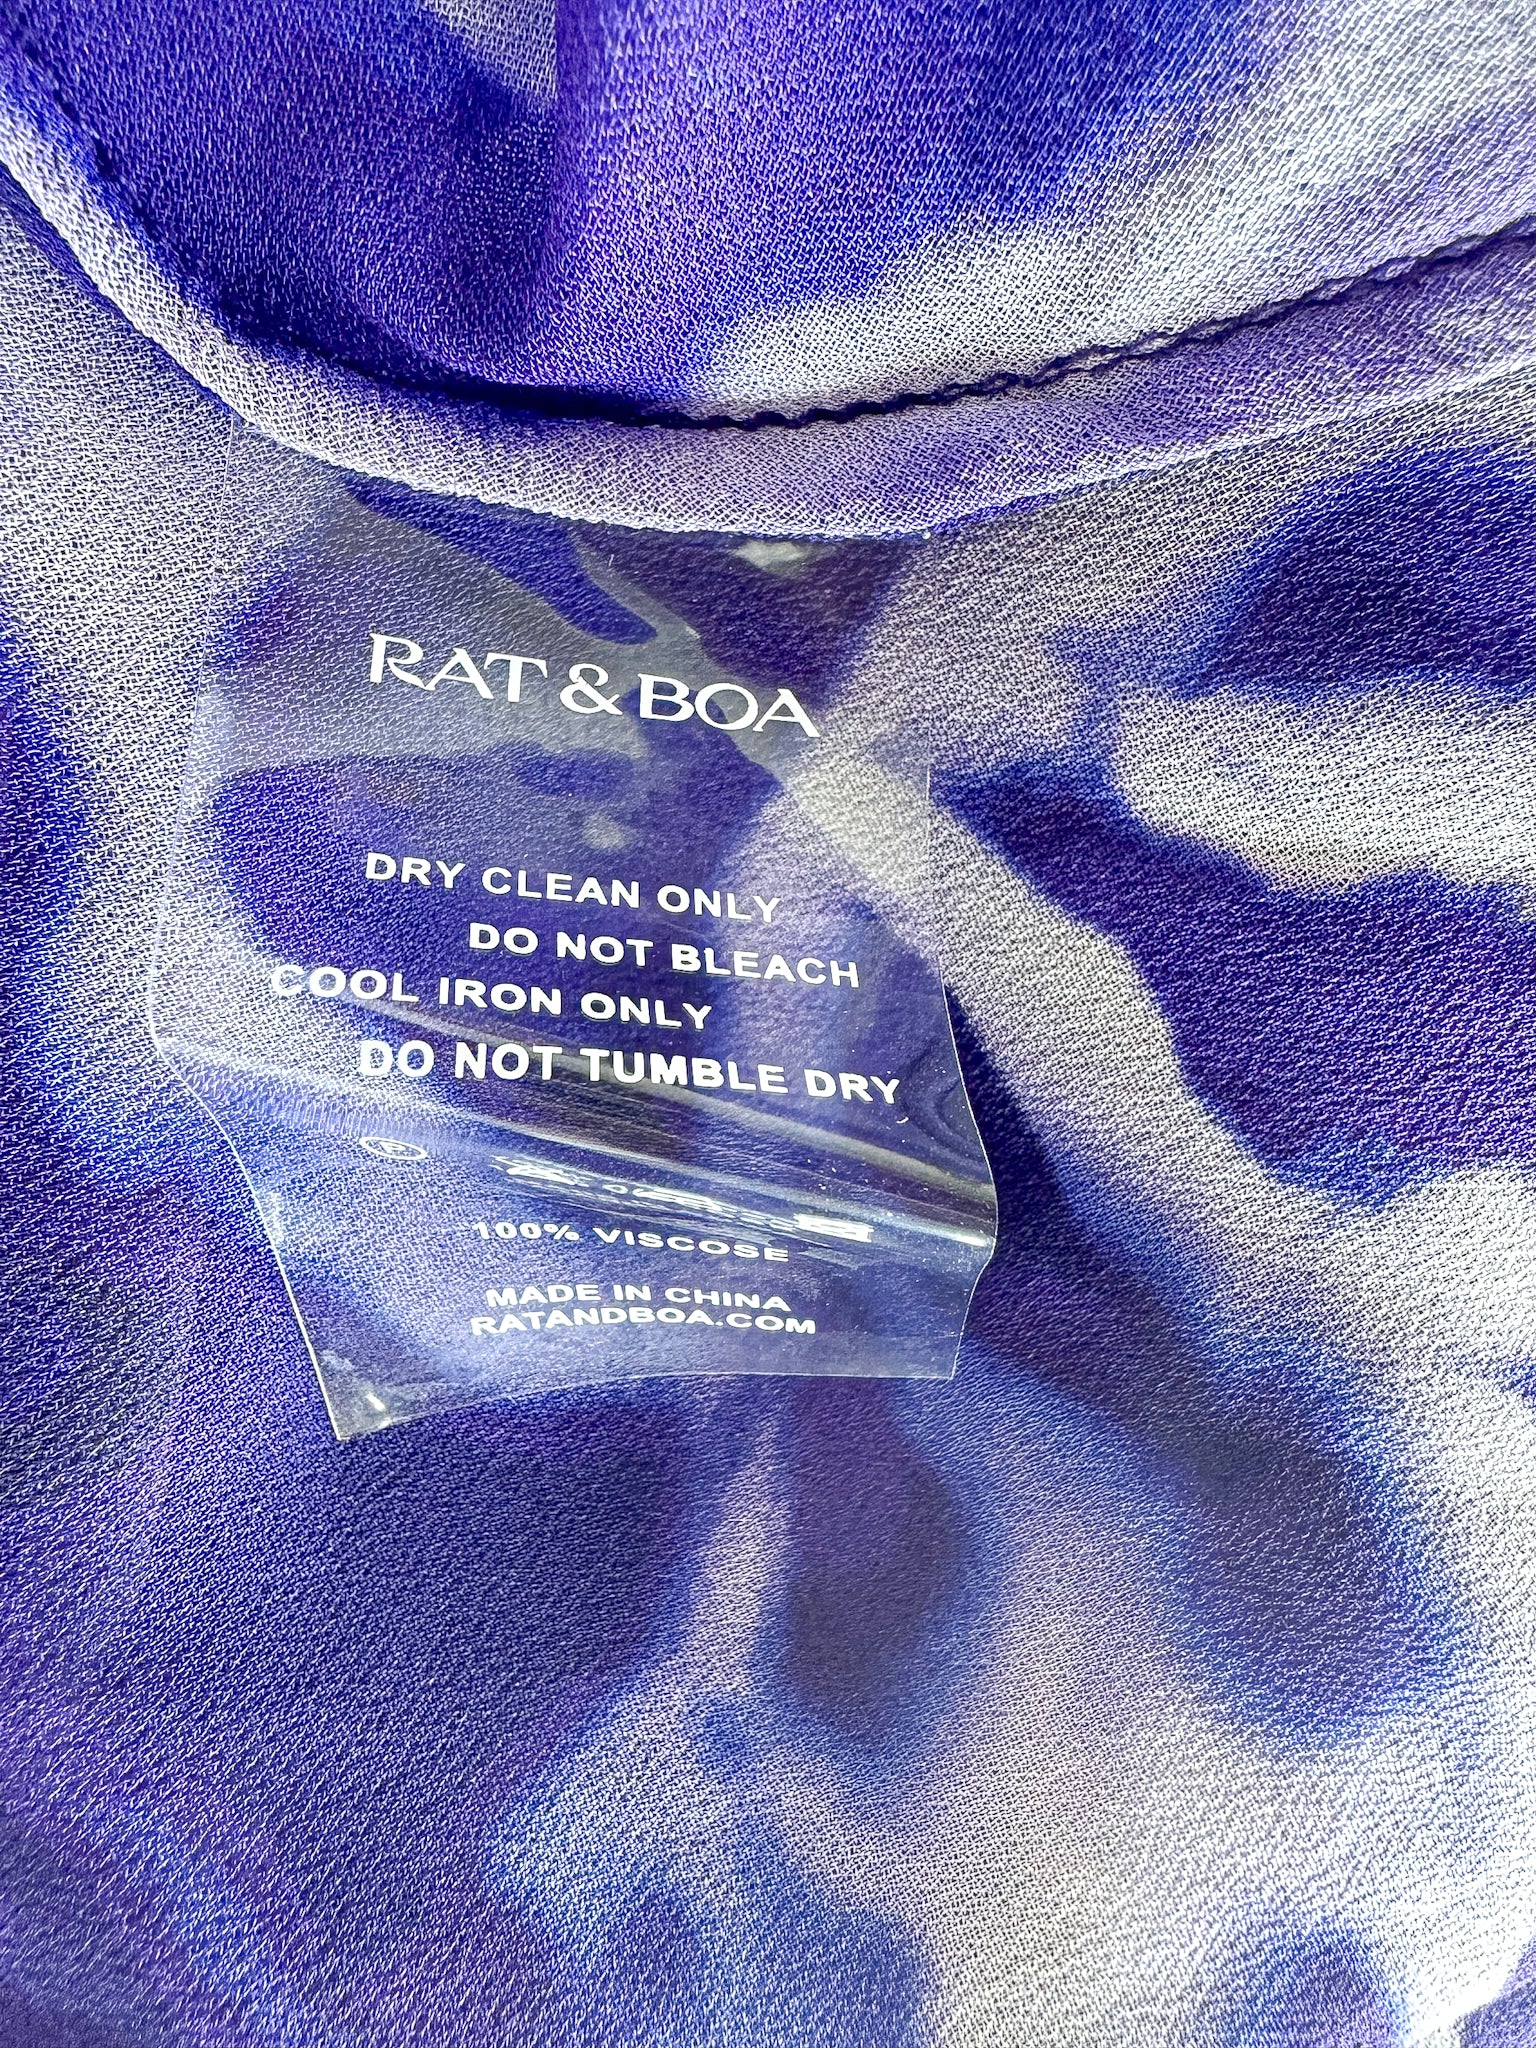 RAT & BOA
DRY CLEAN ONLY
DO NOT BLEACH
COOL IRON ONLY
DO NOT TUMBLE DRY
100% VISCOSE
MADE IN CHINA
RATANDBOA.COM